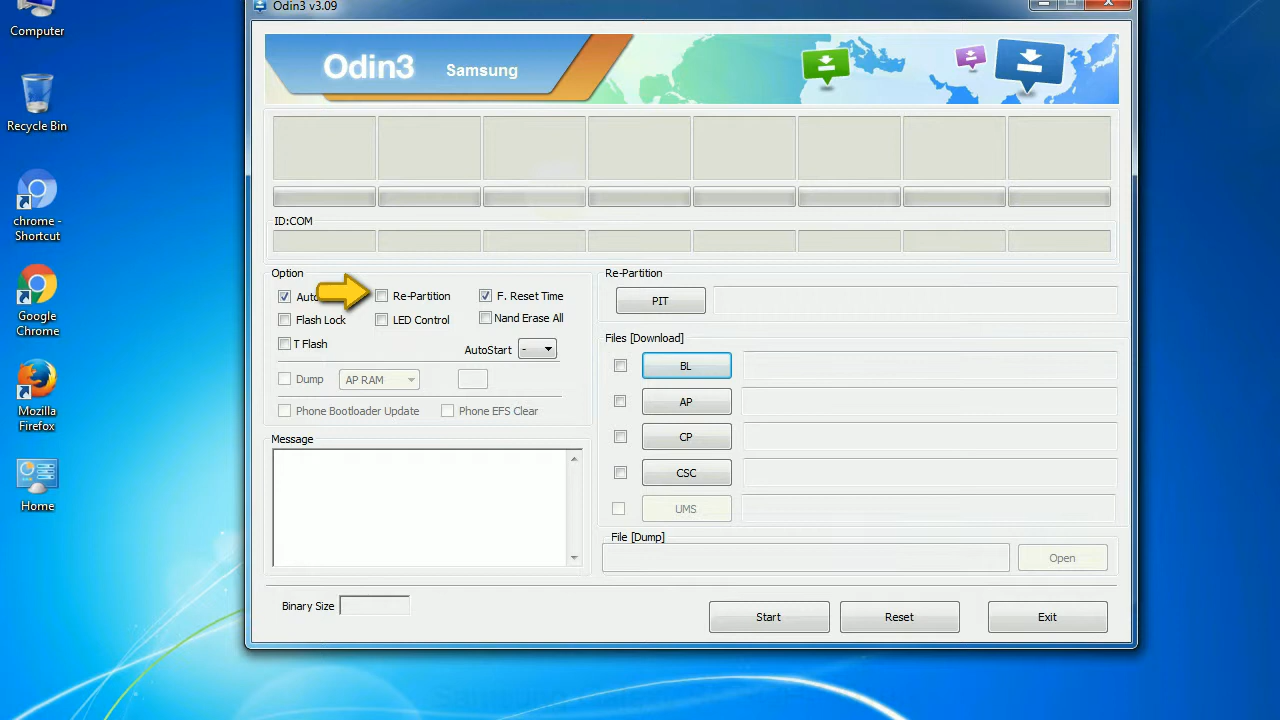 Computer
Recycle Bin
chrome -
Shortcut
Google
Chrome
Mozilla
Firefox
Home
Odin3 v3.09
Odin3 Samsung
ID:COM
Option
Auto
Re-Partition
F. Reset Time
Flash Lock
LED Control
Nand Erase All
T Flash
AutoStart -
Dump
AP RAM
Phone Bootloader Update
Phone EFS Clear
Message
Re-Partition
PIT
Files [Download]
BL
AP
CP
CSC
UMS
File [Dump]
Open
Binary Size
Start
Reset
Exit